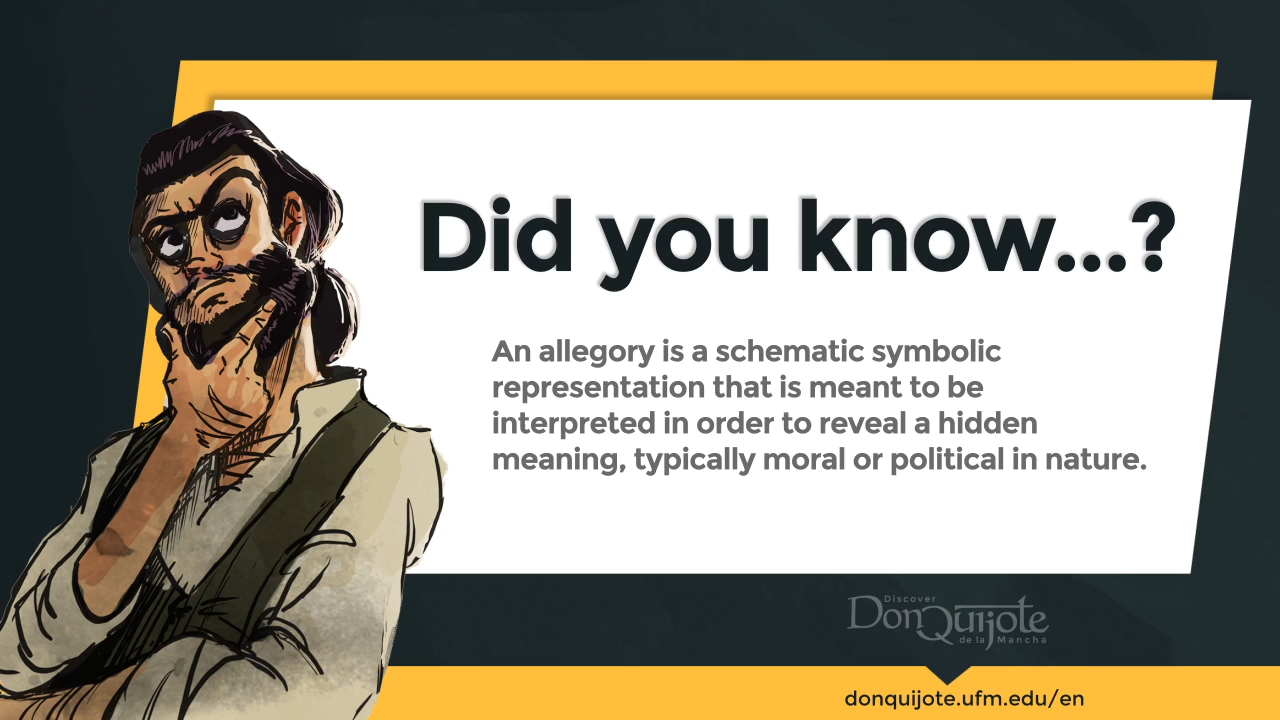 Did you know...?
An allegory is a schematic symbolic
representation that is meant to be
interpreted in order to reveal a hidden
meaning, typically moral or political in nature.
Discover
DonQuijote
de la Mancha
donquijote.ufm.edu/en